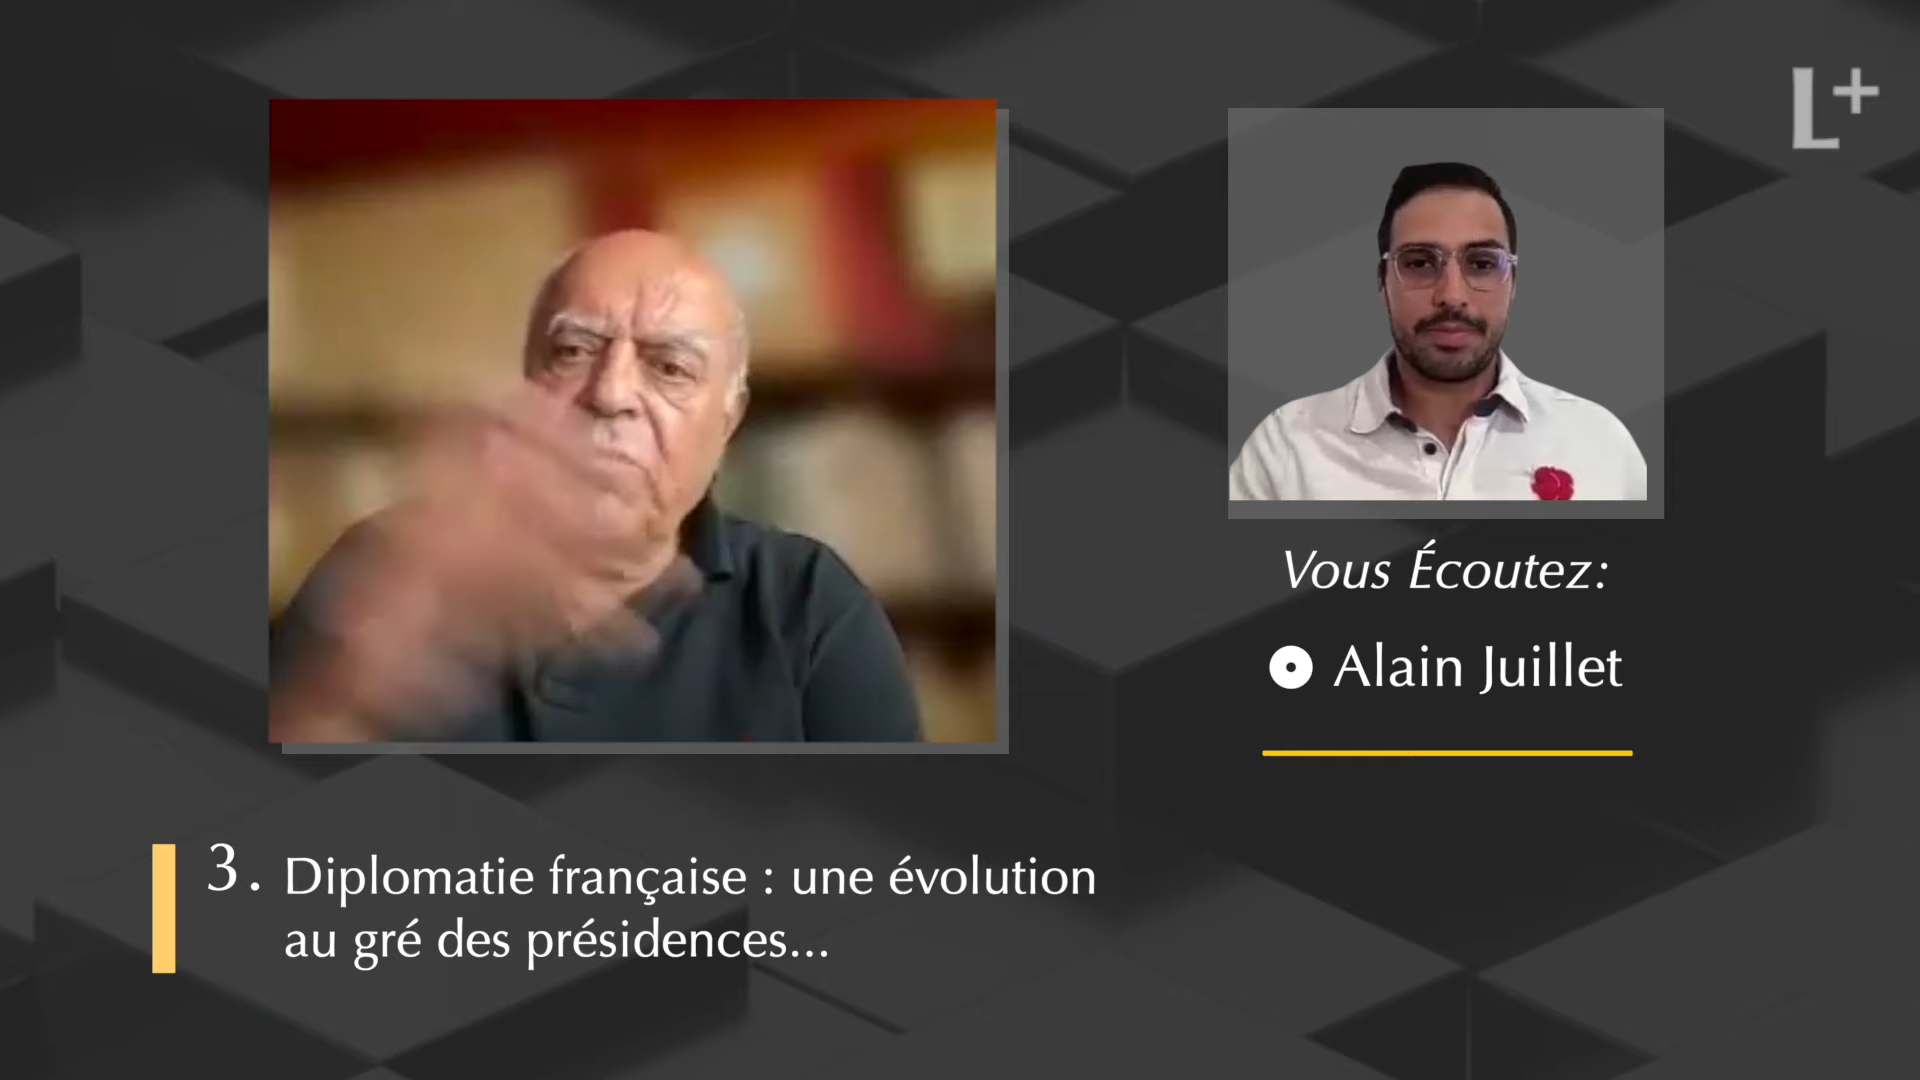 L+
Vous Écoutez:
Alain Juillet
3. Diplomatie française : une évolution
au gré des présidences...